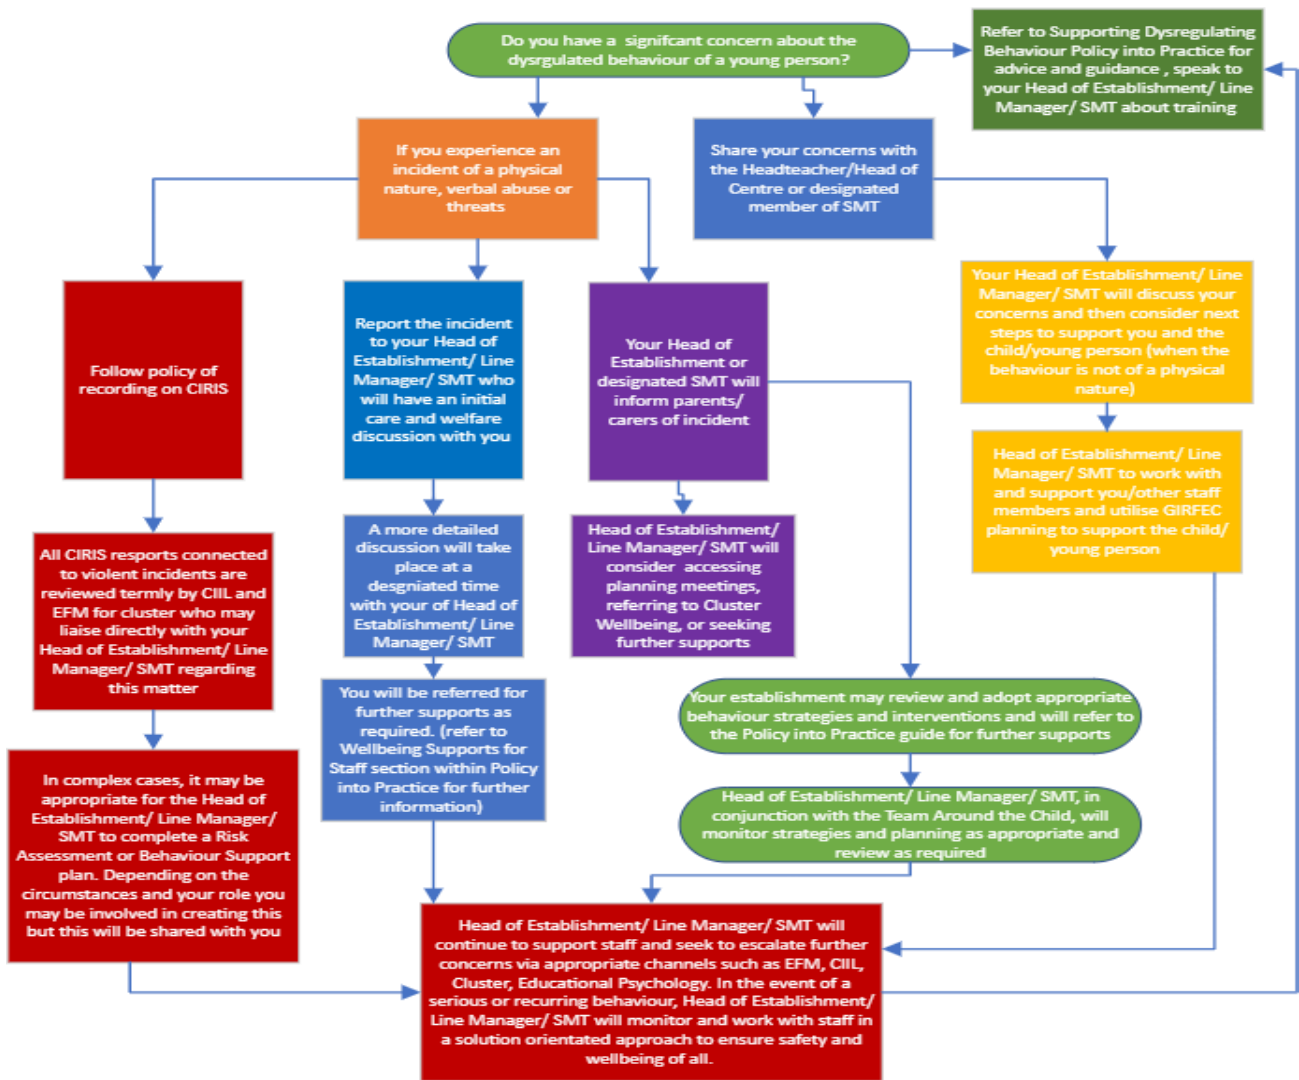 Do you have a  signifcant concern about the
dysrgulated behaviour of a young person?
Refer to Supporting Dysregulating
Behaviour Policy into Practice for
advice and guidance , speak to
your Head of Establishment/ Line
Manager/ SMT about training
If you experience an
incident of a physical
nature, verbal abuse or
threats
Share your concerns with
the Headteacher/Head of
Centre or designated
member of SMT
Follow policy of
recording on CIRIS
Report the incident
to your Head of
Establishment/ Line
Manager/ SMT who
will have an initial
care and welfare
discussion with you
Your Head of
Establishment or
designated SMT will
inform parents/
carers of incident
Your Head of Establishment/ Line
Manager/ SMT will discuss your
concerns and then consider next
steps to support you and the
child/young person (when the
behaviour is not of a physical
nature)
Head of Establishment/ Line
Manager/ SMT to work with
and support you/other staff
members and utilise GIRFEC
planning to support the child/
young person
All CIRIS resports connected
to violent incidents are
reviewed termly by CIIL and
EFM for cluster who may
liaise directly with your
Head of Establishment/ Line
Manager/ SMT regarding
this matter
A more detailed
discussion will take
place at a
desgniated time
with your of Head of
Establishment/ Line
Manager/ SMT
Head of Establishment/
Line Manager/ SMT will
consider  accessing
planning meetings,
referring to Cluster
Wellbeing, or seeking
further supports
You will be referred for
further supports as
required. (refer to
Wellbeing Supports for
Staff section within Policy
into Practice for further
information)
Your establishment may review and adopt appropriate
behaviour strategies and interventions and will refer to
the Policy into Practice guide for further supports
In complex cases, it may be
appropriate for the Head of
Establishment/ Line Manager/
SMT to complete a Risk
Assessment or Behaviour Support
plan. Depending on the
circumstances and your role you
may be involved in creating this
but this will be shared with you
Head of Establishment/ Line Manager/ SMT, in
conjunction with the Team Around the Child, will
monitor strategies and planning as appropriate and
review as required
Head of Establishment/ Line Manager/ SMT will
continue to support staff and seek to escalate further
concerns via appropriate channels such as EFM, CIIL,
Cluster, Educational Psychology. In the event of a
serious or recurring behaviour, Head of Establishment/
Line Manager/ SMT will monitor and work with staff in
a solution orientated approach to ensure safety and
wellbeing of all.